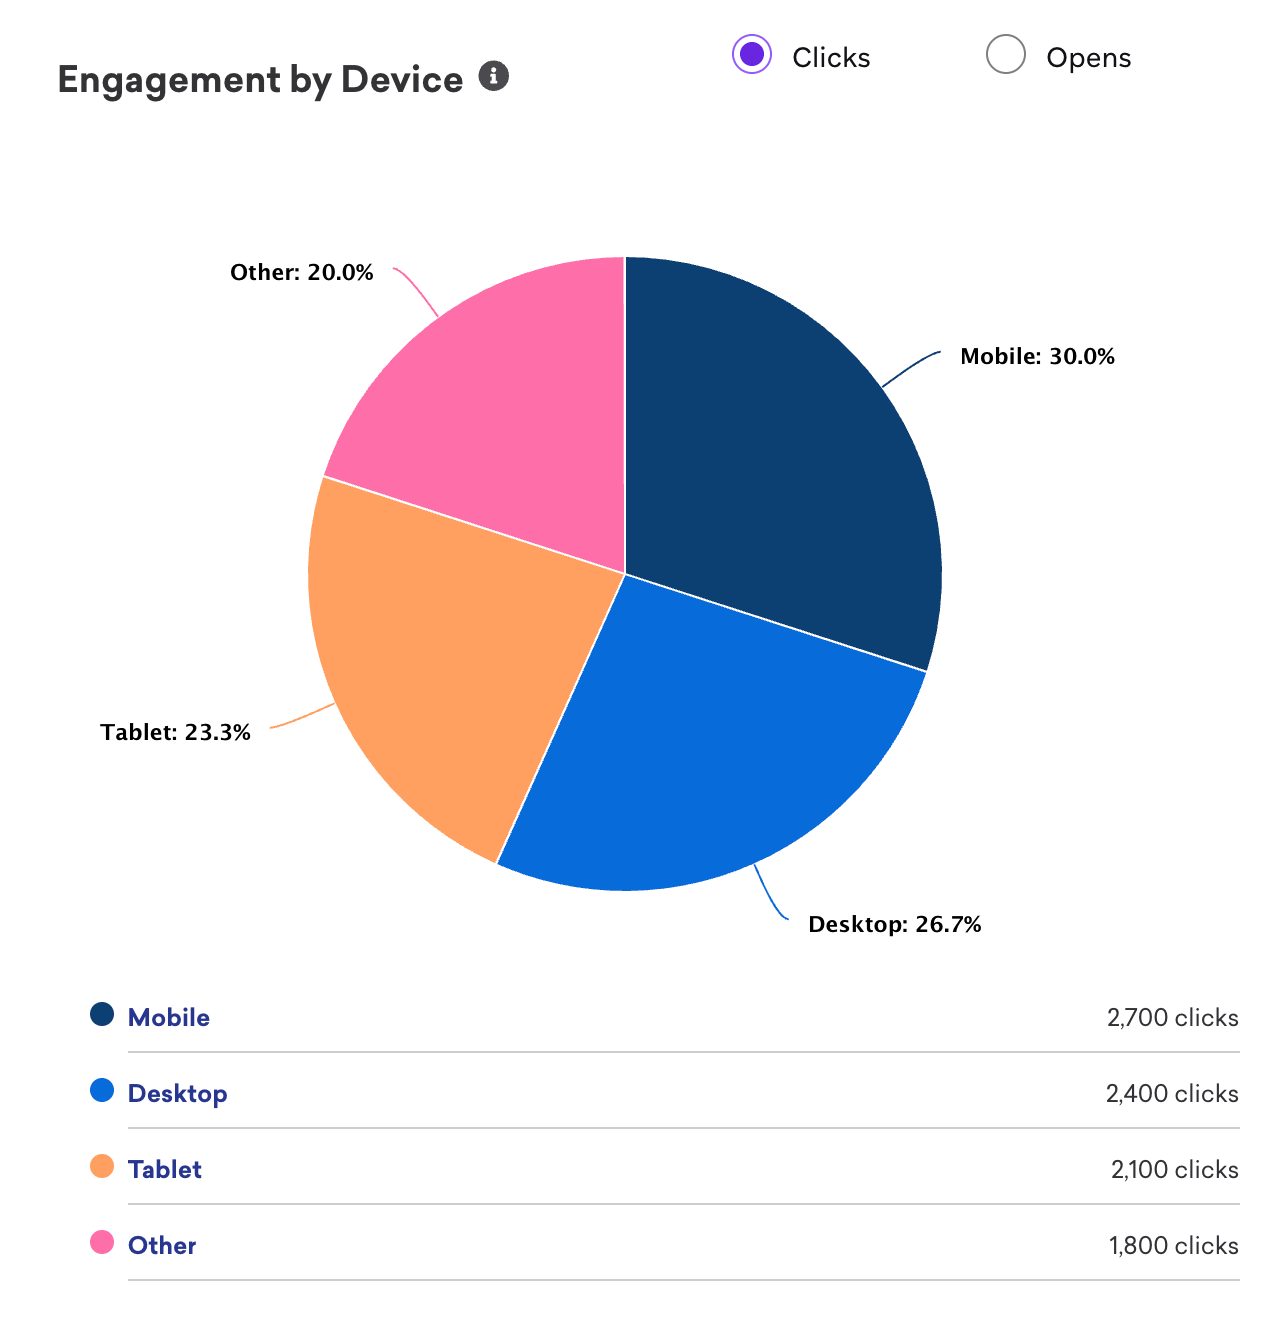 Engagement by Device
Clicks
Opens
Other: 20.0%
Mobile: 30.0%
Tablet: 23.3%
Desktop: 26.7%
Mobile 2,700 clicks
Desktop 2,400 clicks
Tablet 2,100 clicks
Other 1,800 clicks